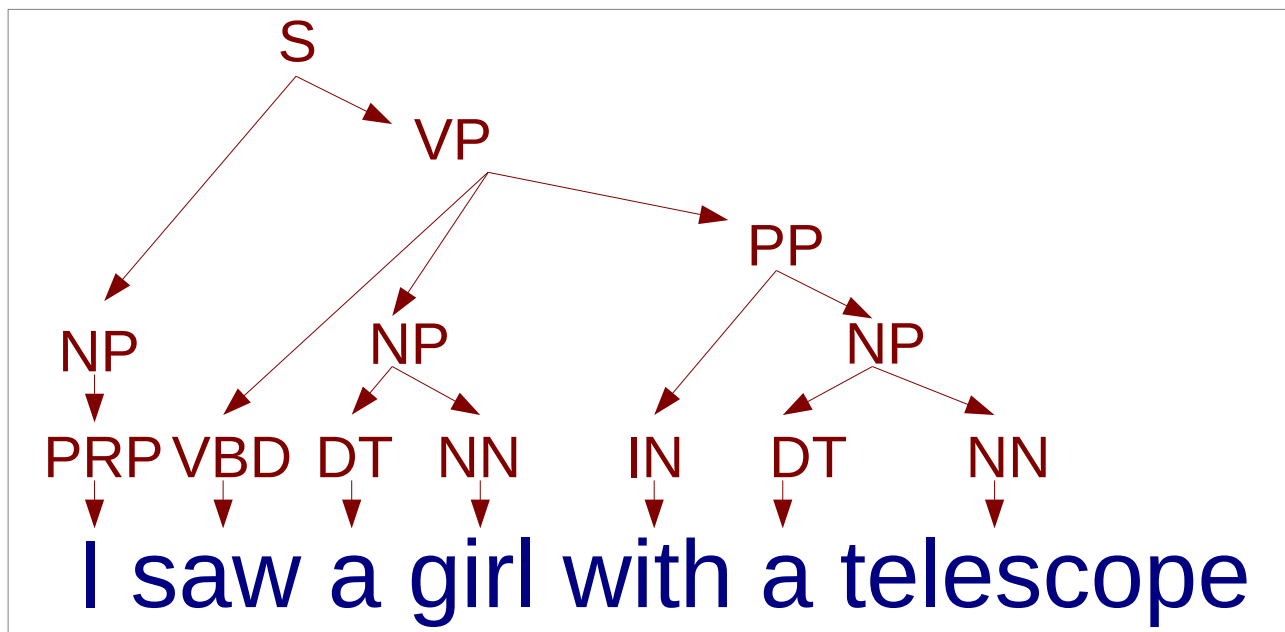 S
VP
PP
NP NP NP
PRP VBD DT NN IN DT NN
I saw a girl with a telescope